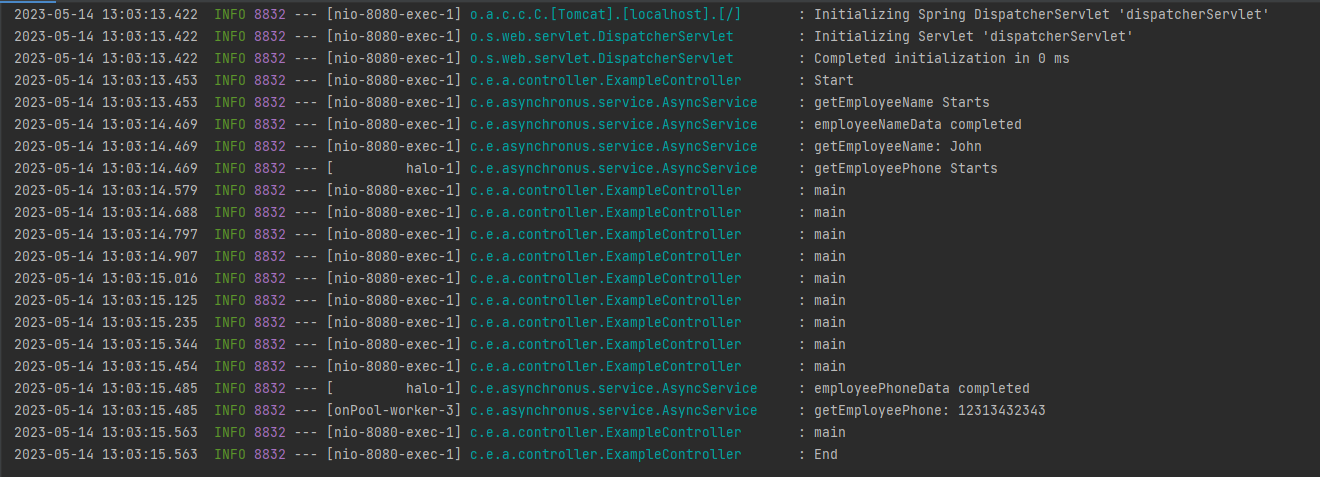 2023-05-14 13:03:13.422  INFO 8832 --- [nio-8080-exec-1] o.a.c.c.C.[Tomcat].[localhost].[/]       : Initializing Spring DispatcherServlet 'dispatcherServlet'
2023-05-14 13:03:13.422  INFO 8832 --- [nio-8080-exec-1] o.s.web.servlet.DispatcherServlet        : Initializing Servlet 'dispatcherServlet'
2023-05-14 13:03:13.422  INFO 8832 --- [nio-8080-exec-1] o.s.web.servlet.DispatcherServlet        : Completed initialization in 0 ms
2023-05-14 13:03:13.453  INFO 8832 --- [nio-8080-exec-1] c.e.a.controller.ExampleController       : Start
2023-05-14 13:03:13.453  INFO 8832 --- [nio-8080-exec-1] c.e.asynchronus.service.AsyncService     : getEmployeeName Starts
2023-05-14 13:03:14.469  INFO 8832 --- [nio-8080-exec-1] c.e.asynchronus.service.AsyncService     : employeeNameData completed
2023-05-14 13:03:14.469  INFO 8832 --- [nio-8080-exec-1] c.e.asynchronus.service.AsyncService     : getEmployeeName: John
2023-05-14 13:03:14.469  INFO 8832 --- [         halo-1] c.e.asynchronus.service.AsyncService     : getEmployeePhone Starts
2023-05-14 13:03:14.579  INFO 8832 --- [nio-8080-exec-1] c.e.a.controller.ExampleController       : main
2023-05-14 13:03:14.688  INFO 8832 --- [nio-8080-exec-1] c.e.a.controller.ExampleController       : main
2023-05-14 13:03:14.797  INFO 8832 --- [nio-8080-exec-1] c.e.a.controller.ExampleController       : main
2023-05-14 13:03:14.907  INFO 8832 --- [nio-8080-exec-1] c.e.a.controller.ExampleController       : main
2023-05-14 13:03:15.016  INFO 8832 --- [nio-8080-exec-1] c.e.a.controller.ExampleController       : main
2023-05-14 13:03:15.125  INFO 8832 --- [nio-8080-exec-1] c.e.a.controller.ExampleController       : main
2023-05-14 13:03:15.235  INFO 8832 --- [nio-8080-exec-1] c.e.a.controller.ExampleController       : main
2023-05-14 13:03:15.344  INFO 8832 --- [nio-8080-exec-1] c.e.a.controller.ExampleController       : main
2023-05-14 13:03:15.454  INFO 8832 --- [nio-8080-exec-1] c.e.a.controller.ExampleController       : main
2023-05-14 13:03:15.485  INFO 8832 --- [         halo-1] c.e.asynchronus.service.AsyncService     : employeePhoneData completed
2023-05-14 13:03:15.485  INFO 8832 --- [onPool-worker-3] c.e.asynchronus.service.AsyncService     : getEmployeePhone: 12313432343
2023-05-14 13:03:15.563  INFO 8832 --- [nio-8080-exec-1] c.e.a.controller.ExampleController       : main
2023-05-14 13:03:15.563  INFO 8832 --- [nio-8080-exec-1] c.e.a.controller.ExampleController       : End